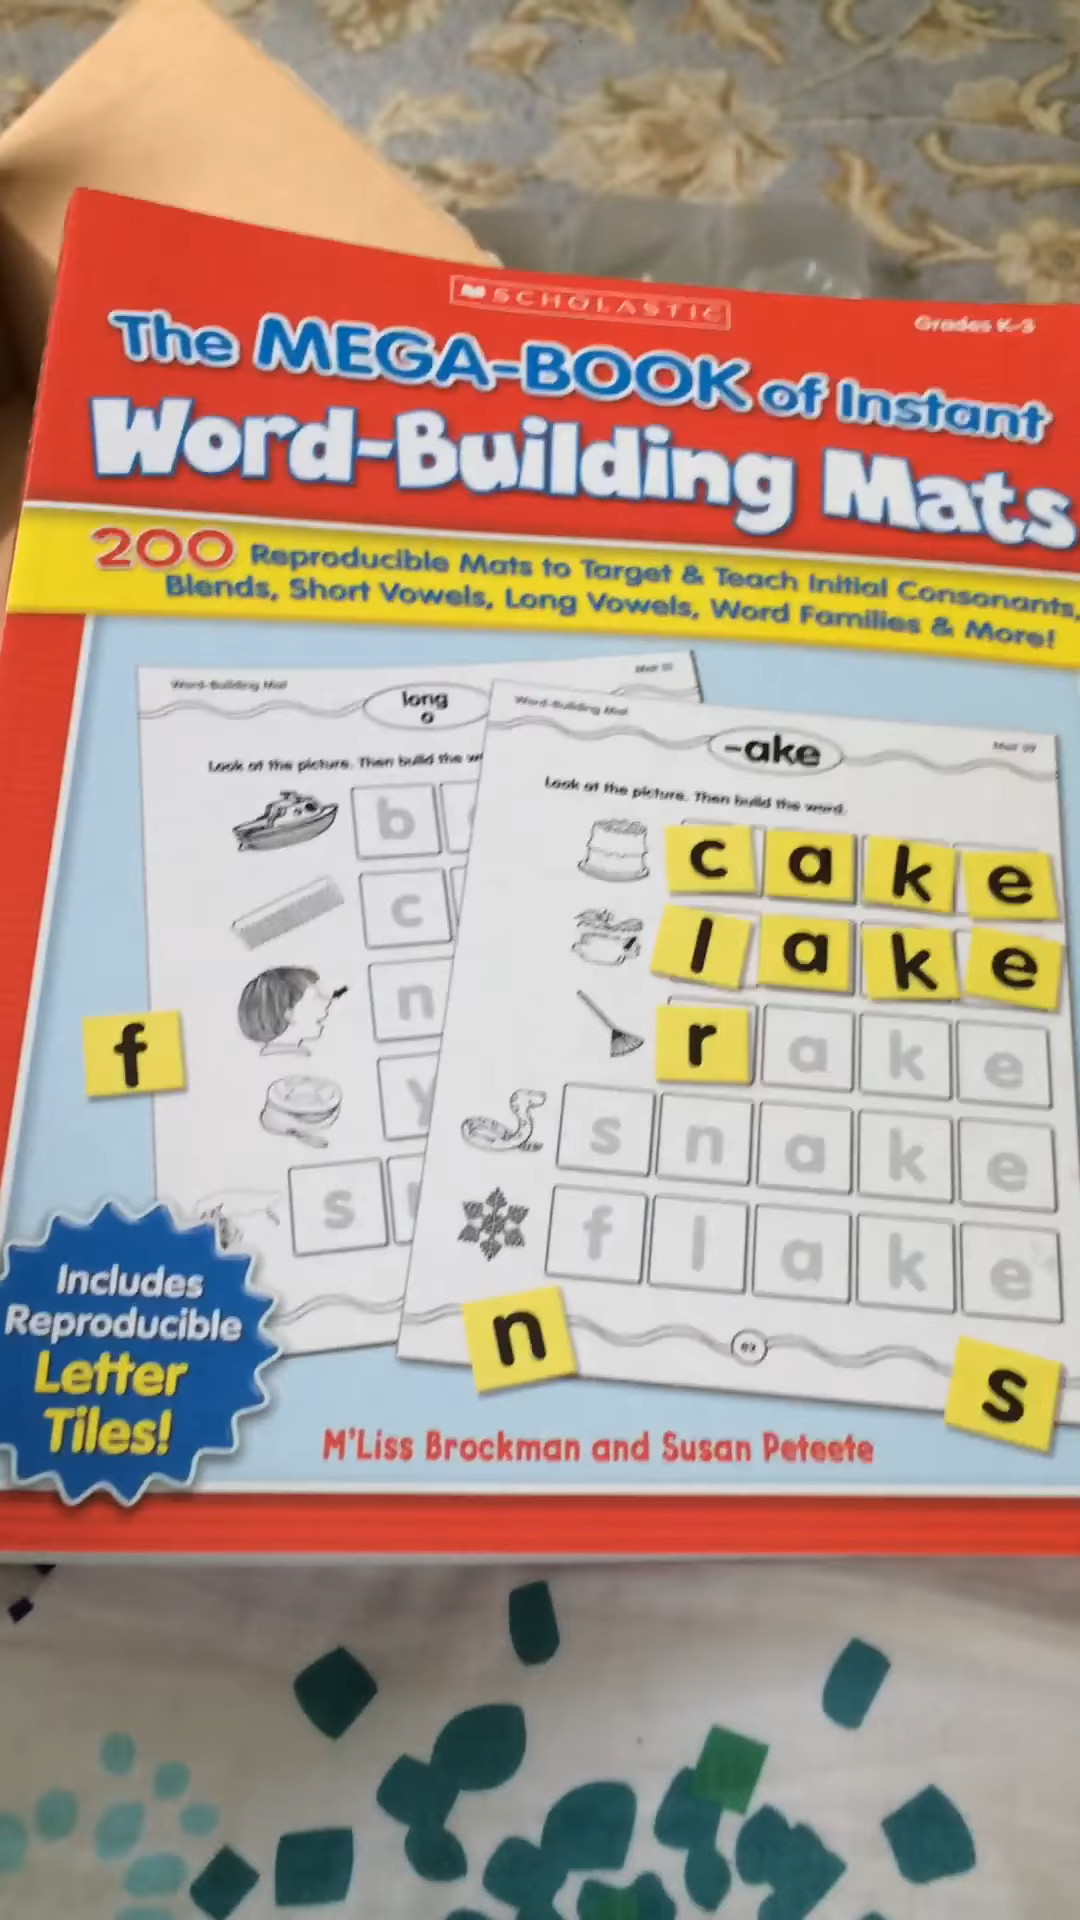 SCHOLASTIC
Grades K-3
The MEGA-BOOK of Instant
Word-Building Mats
200 Reproducible Mats to Target & Teach Initial Consonants,
Blends, Short Vowels, Long Vowels, Word Families & More!
Word-Building Mat
long
o
Look at the picture. Then build the
b
c
n
y
s
Word-Building Mat
-ake
Look at the picture. Then build the word.
c a k e
l a k e
r a k e
s n a k e
f l a k e
f
n
s
Includes
Reproducible
Letter
Tiles!
M'Liss Brockman and Susan Peteete